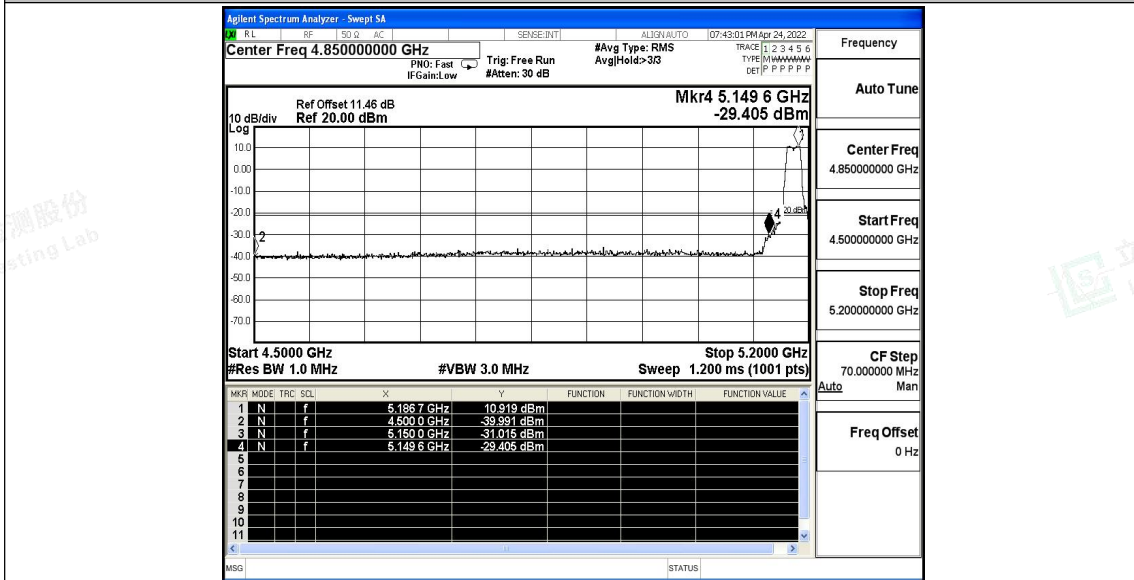 Agilent Spectrum Analyzer - Swept SA
LXI RL RF 50 Ω AC SENSE:INT ALIGN AUTO 07:43:01 PM Apr 24, 2022
Center Freq 4.850000000 GHz
PNO: Fast
IFGain:Low
Trig: Free Run
#Atten: 30 dB
#Avg Type: RMS
Avg|Hold:>3/3
TRACE 1 2 3 4 5 6
TYPE MWWWWW
DET P P P P P P
Mkr4 5.149 6 GHz
-29.405 dBm
Ref Offset 11.46 dB
Ref 20.00 dBm
10 dB/div
Log
10.0
0.00
-10.0
-20.0
-30.0
-40.0
-50.0
-60.0
-70.0
2
4
Start 4.5000 GHz
Stop 5.2000 GHz
#Res BW 1.0 MHz
#VBW 3.0 MHz
Sweep 1.200 ms (1001 pts)
MKR MODE TRC SCL X Y FUNCTION FUNCTION WIDTH FUNCTION VALUE
1 N f 5.186 7 GHz 10.919 dBm
2 N f 4.500 0 GHz -39.991 dBm
3 N f 5.150 0 GHz -31.015 dBm
4 N f 5.149 6 GHz -29.405 dBm
5
6
7
8
9
10
11
MSG
STATUS
Frequency
Auto Tune
Center Freq
4.850000000 GHz
Start Freq
4.500000000 GHz
Stop Freq
5.200000000 GHz
CF Step
70.000000 MHz
Auto Man
Freq Offset
0 Hz
测股份
sting Lab
立